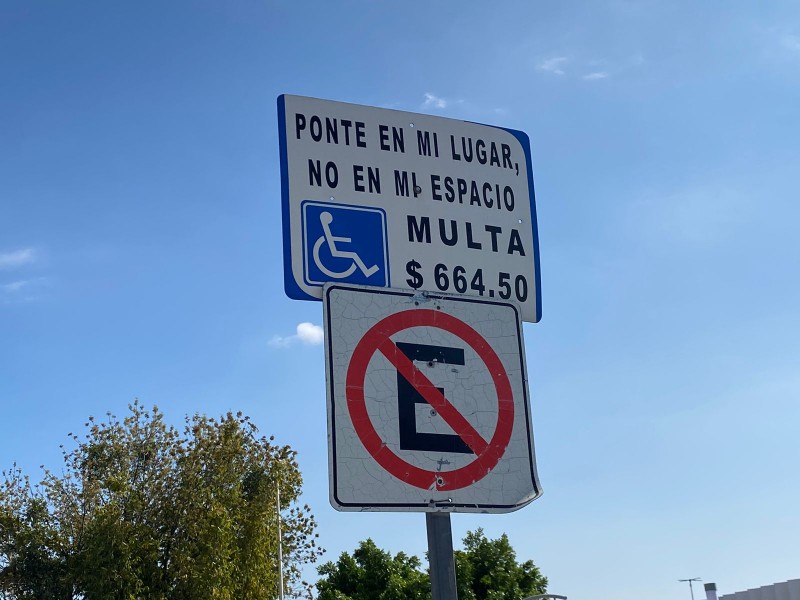 PONTE EN MI LUGAR,
NO EN MI ESPACIO
MULTA
$ 664.50
E